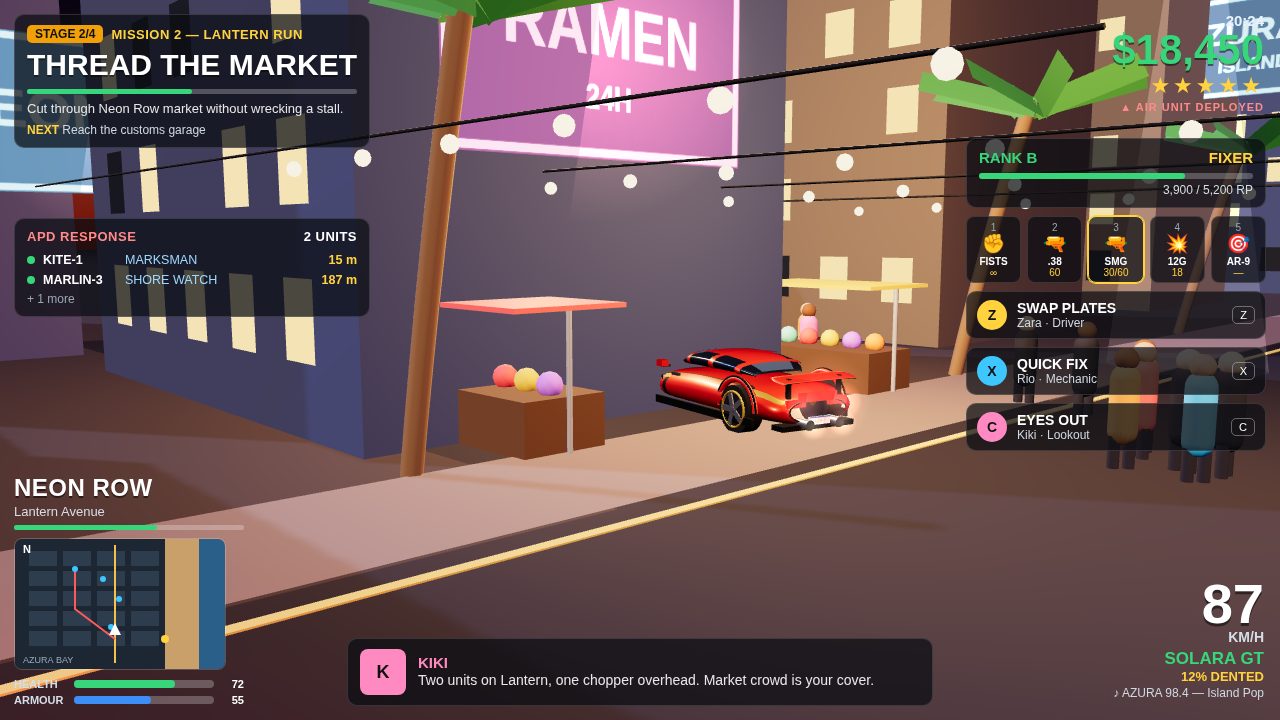 STAGE 2/4 MISSION 2 — LANTERN RUN
THREAD THE MARKET
Cut through Neon Row market without wrecking a stall.
NEXT Reach the customs garage
RAMEN
24H
20:24
$18,450
★★★★★
▲ AIR UNIT DEPLOYED
ISLAND
RANK B FIXER
3,900 / 5,200 RP
1 2 3 4 5
FISTS .38 SMG 12G AR-9
∞ 60 30/60 18 —
APD RESPONSE 2 UNITS
KITE-1 MARKSMAN 15 m
MARLIN-3 SHORE WATCH 187 m
+ 1 more
Z SWAP PLATES Z
Zara · Driver
X QUICK FIX X
Rio · Mechanic
C EYES OUT C
Kiki · Lookout
NEON ROW
Lantern Avenue
N
AZURA BAY
HEALTH 72
ARMOUR 55
K
KIKI
Two units on Lantern, one chopper overhead. Market crowd is your cover.
87
KM/H
SOLARA GT
12% DENTED
♪ AZURA 98.4 — Island Pop